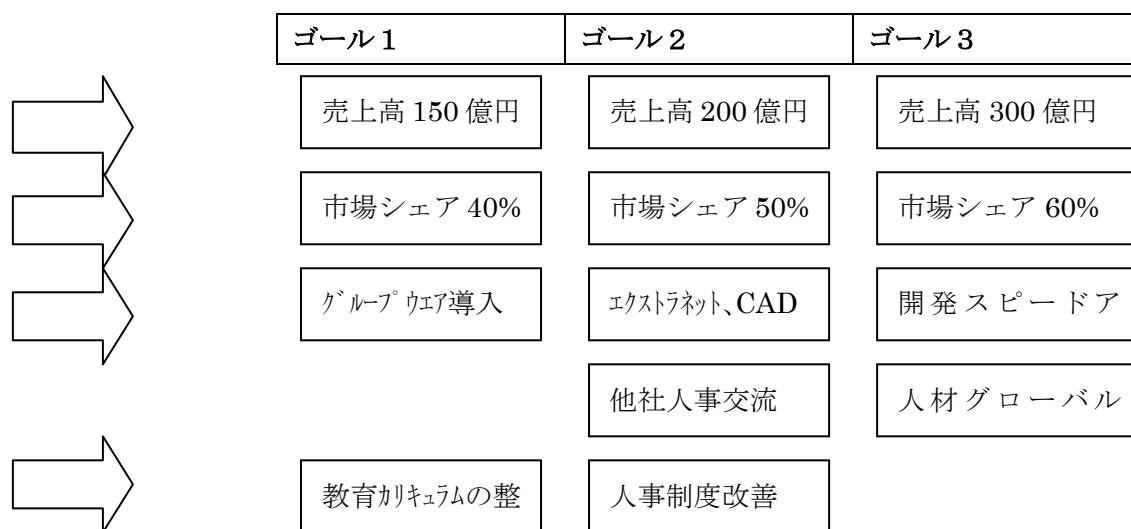 ゴール1 ゴール2 ゴール3
売上高 150 億円 売上高 200 億円 売上高 300 億円
市場シェア 40% 市場シェア 50% 市場シェア 60%
ｸﾞﾙｰﾌﾟｳｴｱ導入 ｴｸｽﾄﾗﾈｯﾄ、CAD 開発スピードア
他社人事交流 人材グローバル
教育ｶﾘｷｭﾗﾑの整 人事制度改善